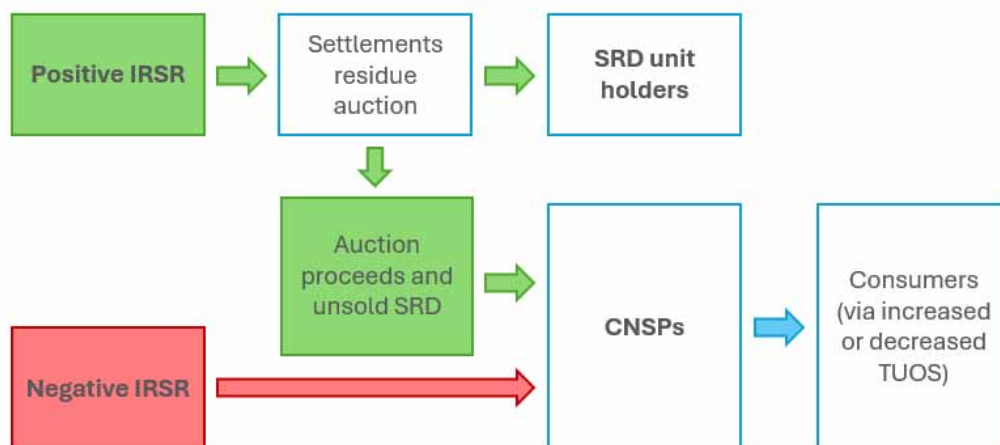 Positive IRSR
Settlements
residue
auction
SRD unit
holders
Auction
proceeds and
unsold SRD
Negative IRSR
CNSPs
Consumers
(via increased
or decreased
TUOS)